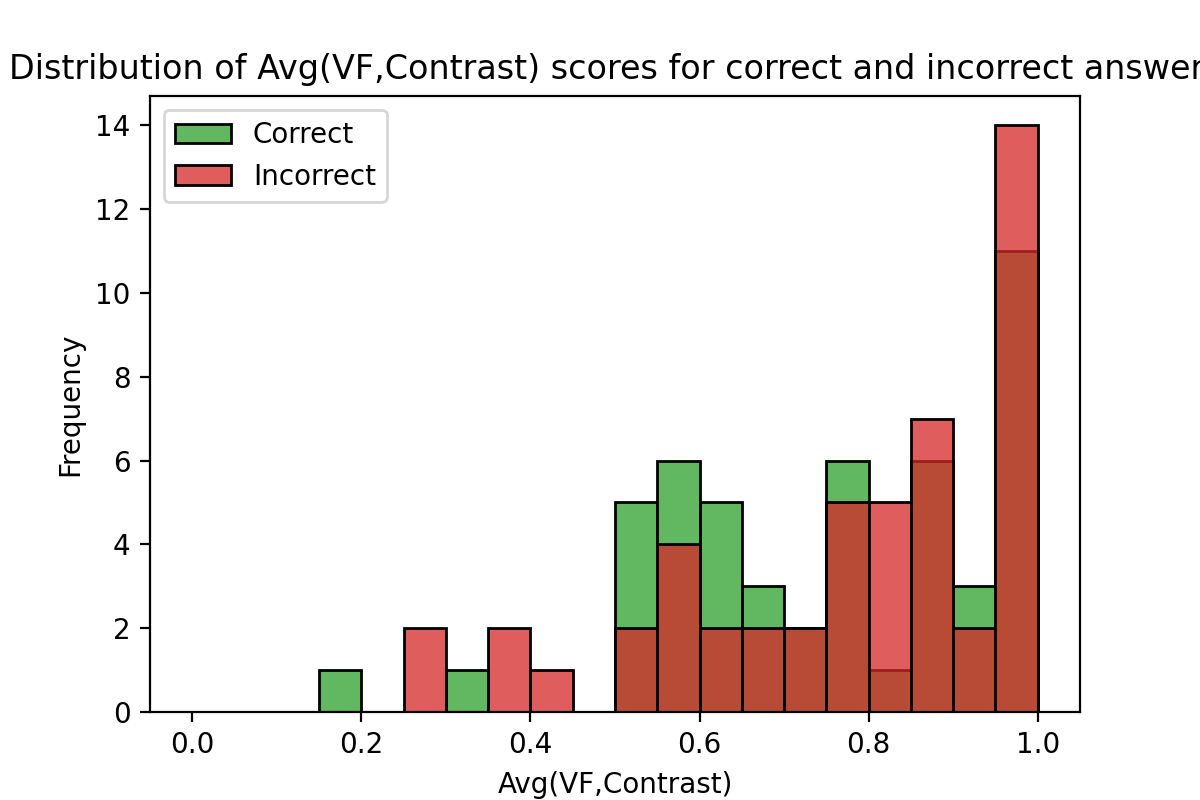 Distribution of Avg(VF,Contrast) scores for correct and incorrect answer
Correct
Incorrect
14
12
10
8
6
4
2
0
Frequency
0.0 0.2 0.4 0.6 0.8 1.0
Avg(VF,Contrast)